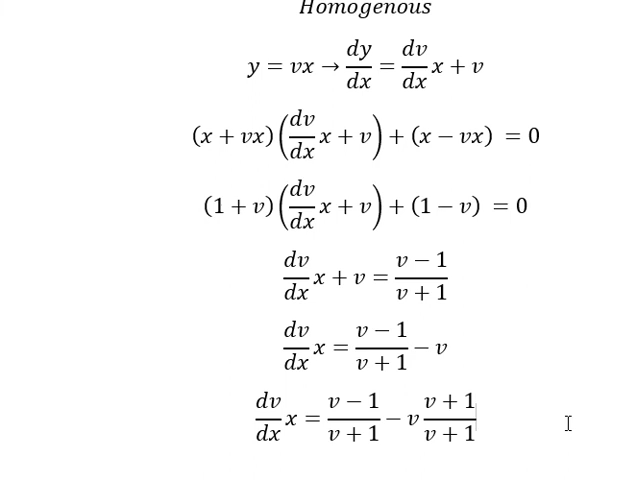 Homogenous
y = vx → dy/dx = dv/dx x + v
(x + vx)(dv/dx x + v) + (x − vx) = 0
(1 + v)(dv/dx x + v) + (1 − v) = 0
dv/dx x + v = v − 1/v + 1
dv/dx x = v − 1/v + 1 − v
dv/dx x = v − 1/v + 1 − v v + 1/v + 1